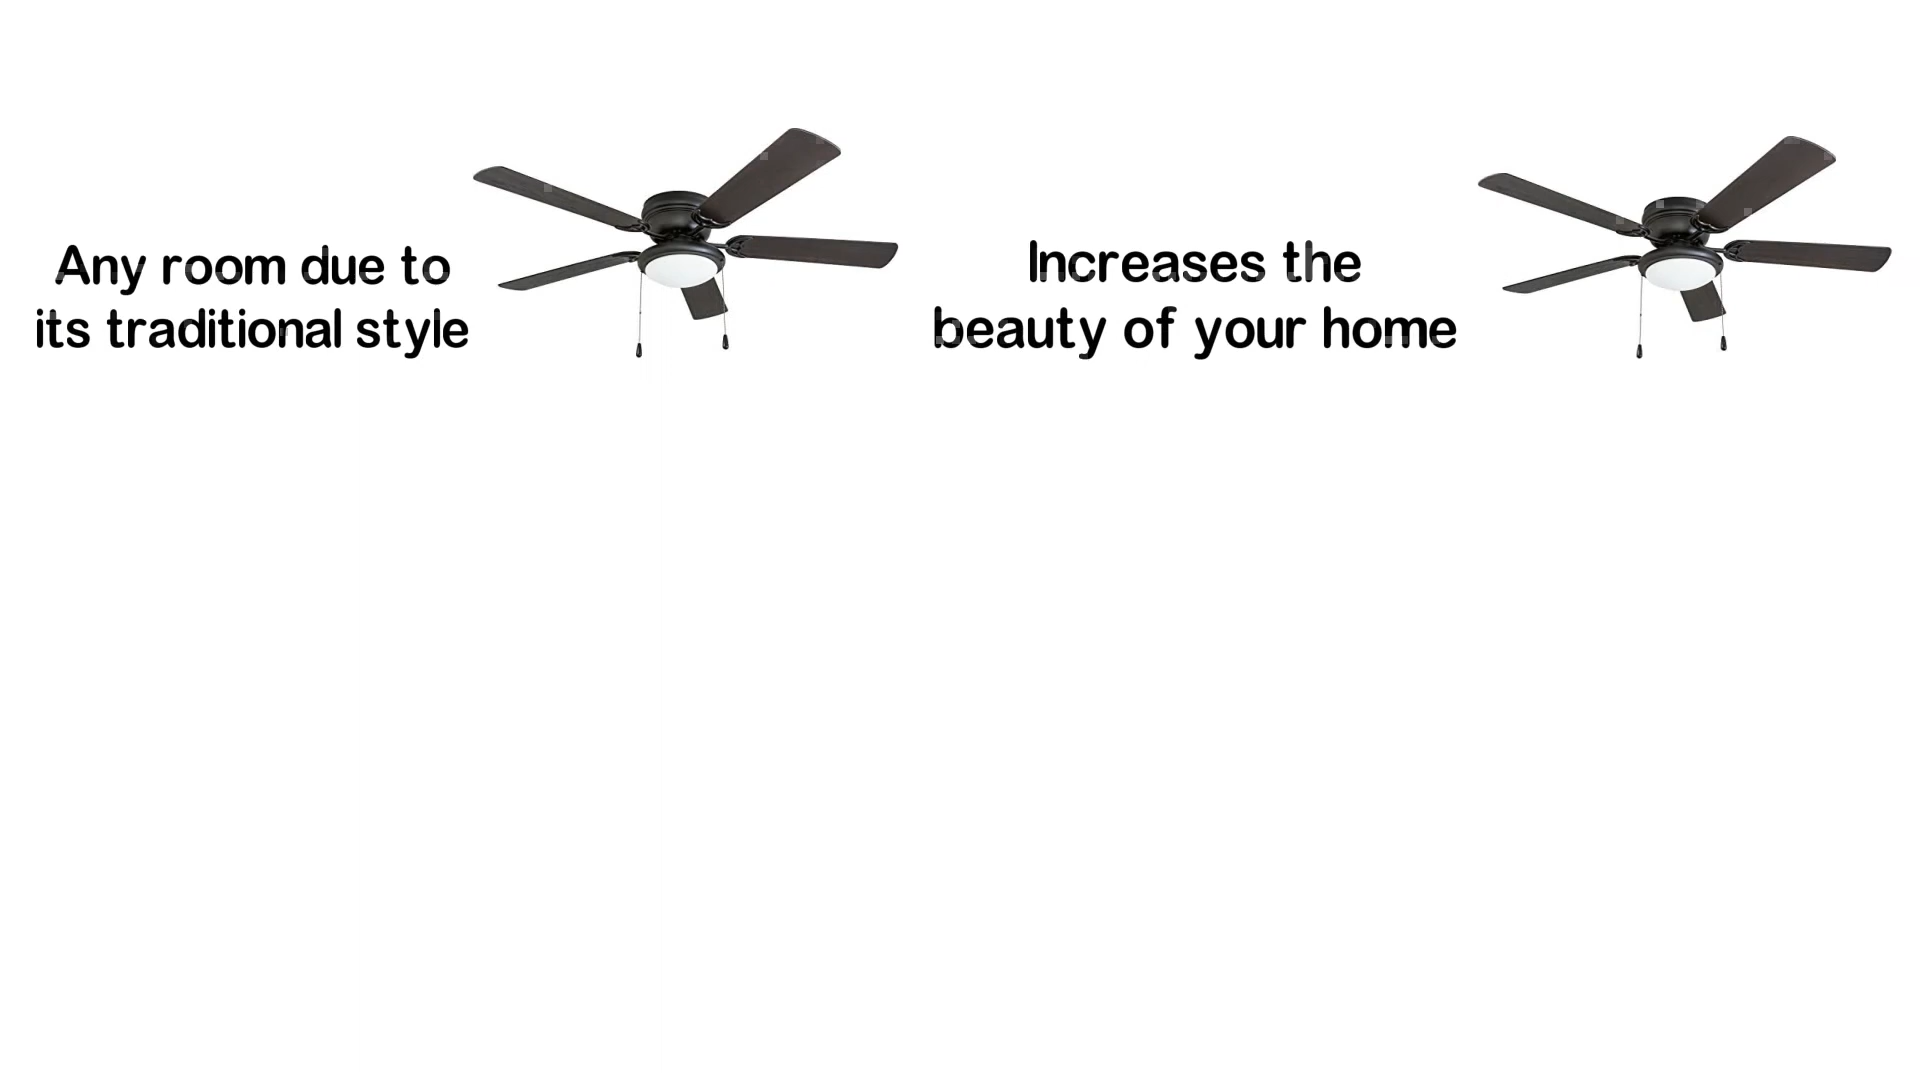 Any room due to
its traditional style
Increases the
beauty of your home